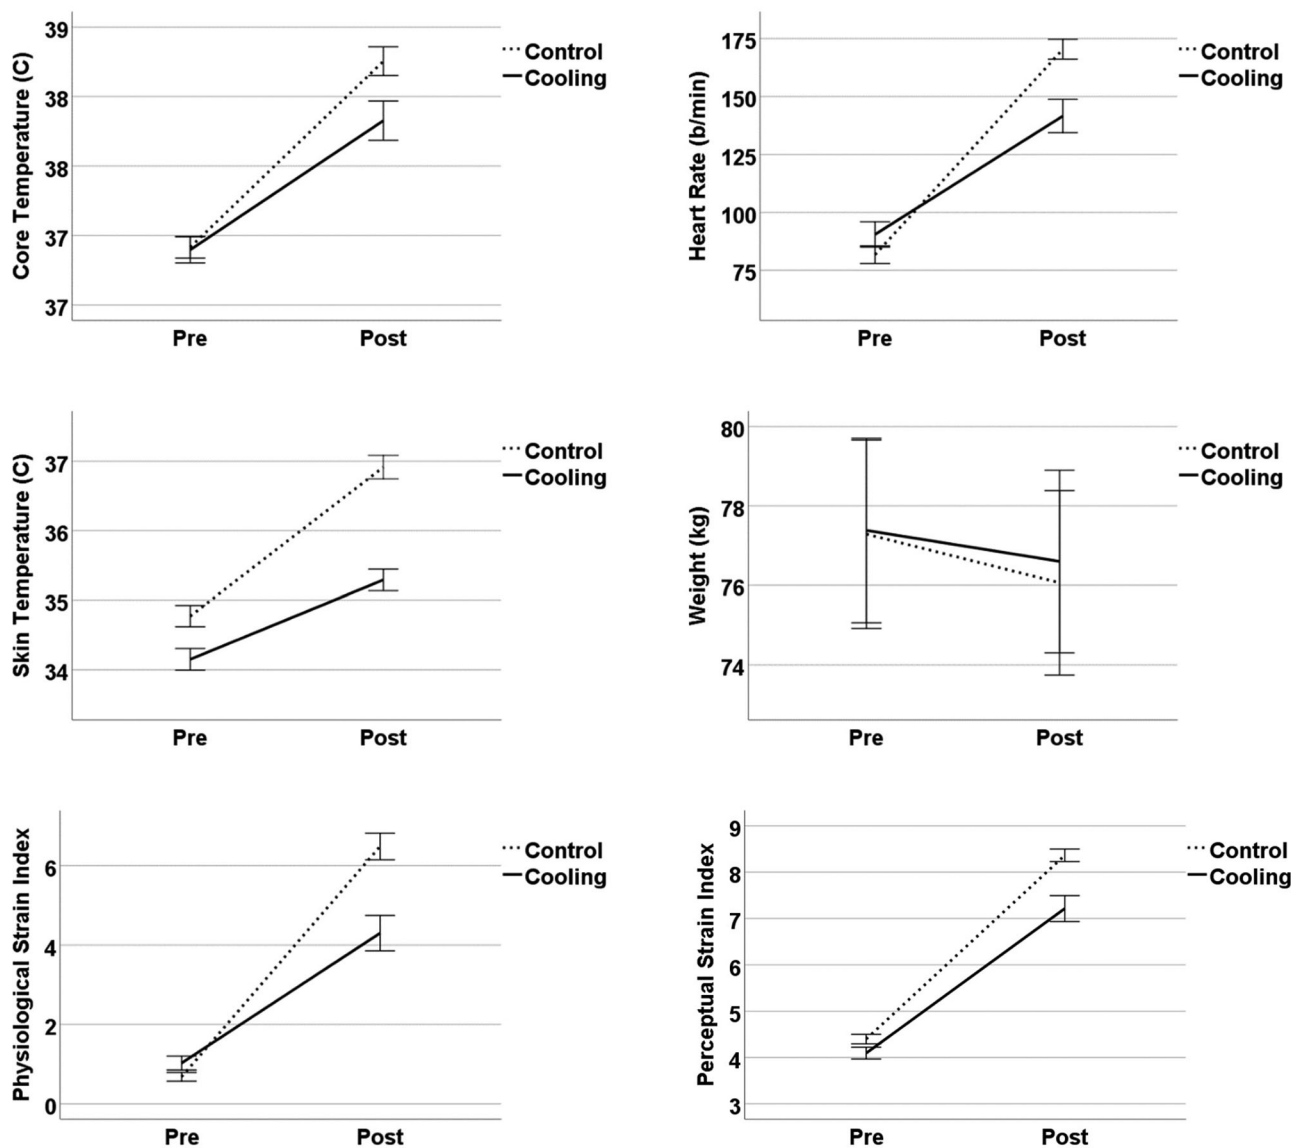 Core Temperature (C)
39
38
38
37
37
Pre Post
Control
Cooling
Heart Rate (b/min)
175
150
125
100
75
Pre Post
Control
Cooling
Skin Temperature (C)
37
36
35
34
Pre Post
Control
Cooling
Weight (kg)
80
78
76
74
Pre Post
Control
Cooling
Physiological Strain Index
6
4
2
0
Pre Post
Control
Cooling
Perceptual Strain Index
9
8
7
6
5
4
3
Pre Post
Control
Cooling